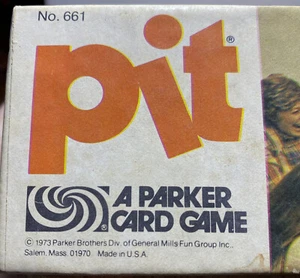 No. 661
pit®
A PARKER
® CARD GAME
© 1973 Parker Brothers Div. of General Mills Fun Group Inc.,
Salem, Mass. 01970 Made in U.S.A.